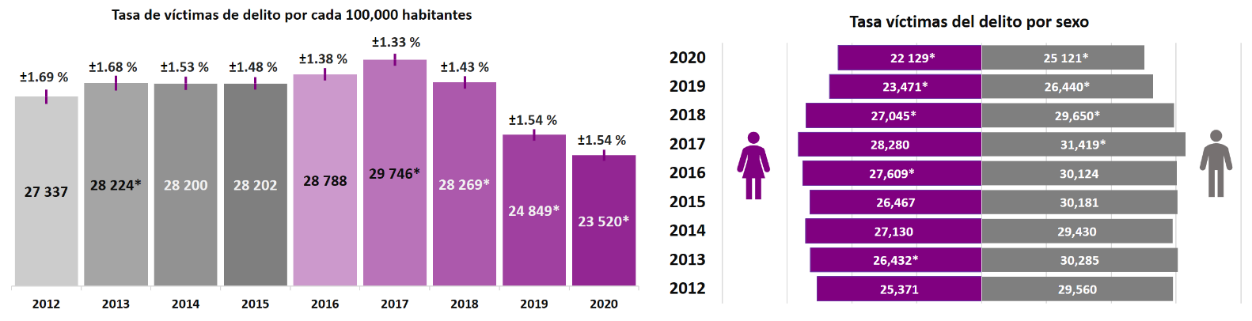 Tasa de víctimas de delito por cada 100,000 habitantes
±1.69 %
±1.68 %
±1.53 %
±1.48 %
±1.38 %
±1.33 %
±1.43 %
±1.54 %
±1.54 %
27 337
28 224*
28 200
28 202
28 788
29 746*
28 269*
24 849*
23 520*
2012 2013 2014 2015 2016 2017 2018 2019 2020
Tasa víctimas del delito por sexo
2020 22 129* 25 121*
2019 23,471* 26,440*
2018 27,045* 29,650*
2017 28,280 31,419*
2016 27,609* 30,124
2015 26,467 30,181
2014 27,130 29,430
2013 26,432* 30,285
2012 25,371 29,560